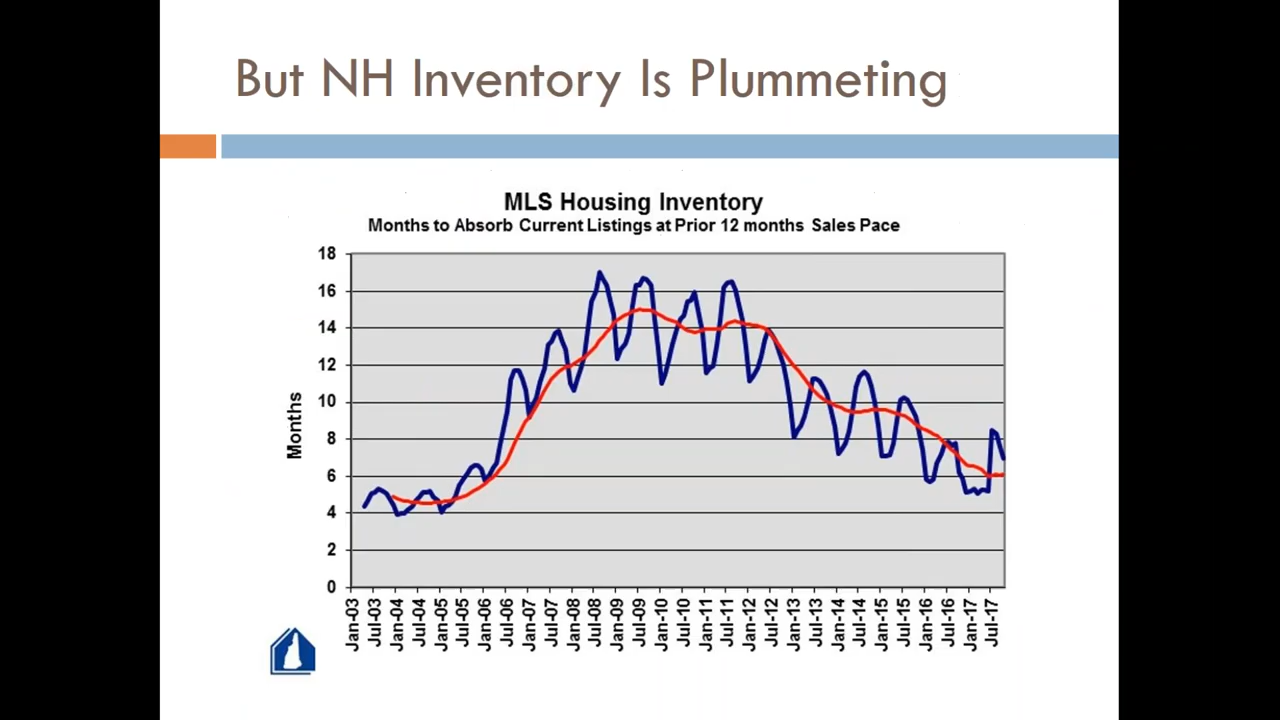 But NH Inventory Is Plummeting
MLS Housing Inventory
Months to Absorb Current Listings at Prior 12 months Sales Pace
18
16
14
12
10
8
6
4
2
0
Months
Jan-03
Jul-03
Jan-04
Jul-04
Jan-05
Jul-05
Jan-06
Jul-06
Jan-07
Jul-07
Jan-08
Jul-08
Jan-09
Jul-09
Jan-10
Jul-10
Jan-11
Jul-11
Jan-12
Jul-12
Jan-13
Jul-13
Jan-14
Jul-14
Jan-15
Jul-15
Jan-16
Jul-16
Jan-17
Jul-17